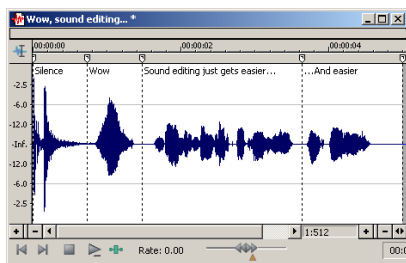 Wow, sound editing... *
00:00:00 00:00:02 00:00:04
Silence Wow Sound editing just gets easier... ...And easier
-2.5
-6.0
-12.0
-Inf.
-12.0
-6.0
-2.5
1:512
Rate: 0.00